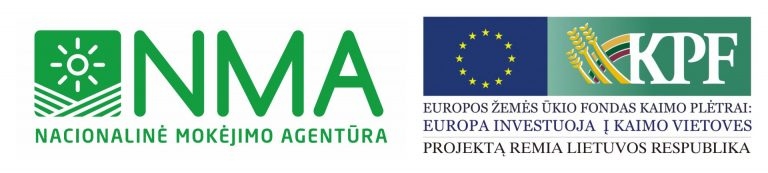 NMA
NACIONALINĖ MOKĖJIMO AGENTŪRA
KPF
EUROPOS ŽEMĖS ŪKIO FONDAS KAIMO PLĖTRAI:
EUROPA INVESTUOJA Į KAIMO VIETOVES
PROJEKTĄ REMIA LIETUVOS RESPUBLIKA